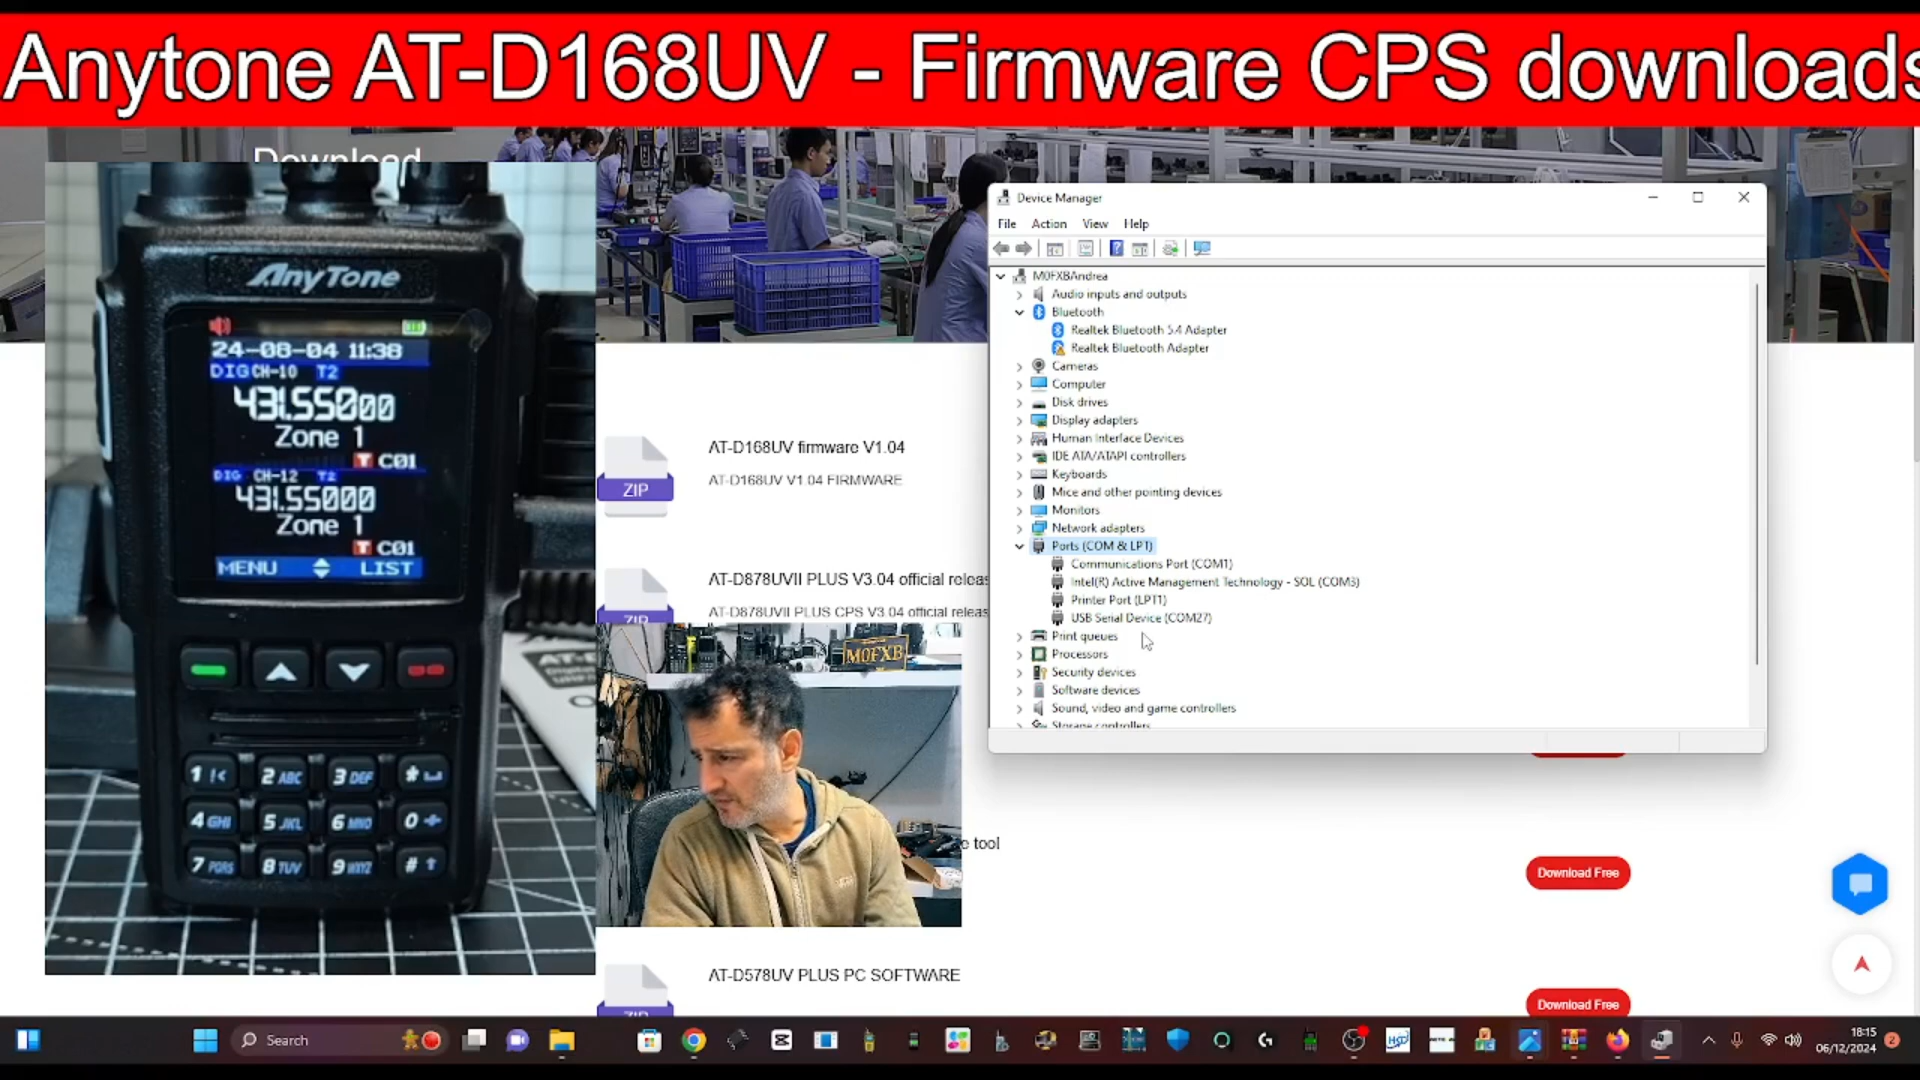 Anytone AT-D168UV - Firmware CPS downloads
Download
AnyTone
24-08-04 11:38
DIG CH-10 T2
431.55000
Zone 1
T C01
DIG CH-12 T2
431.55000
Zone 1
T C01
MENU LIST
1 2 ABC 3 DEF *
4 GHI 5 JKL 6 MNO 0
7 PQRS 8 TUV 9 WXYZ #
ZIP
AT-D168UV firmware V1.04
AT-D168UV V1.04 FIRMWARE
ZIP
AT-D878UVII PLUS V3.04 official releas
AT-D878UVII PLUS CPS V3.04 official releas
M0FXB
e tool
Download Free
ZIP
AT-D578UV PLUS PC SOFTWARE
Download Free
Device Manager
File Action View Help
M0FXBAndrea
Audio inputs and outputs
Bluetooth
Realtek Bluetooth 5.4 Adapter
Realtek Bluetooth Adapter
Cameras
Computer
Disk drives
Display adapters
Human Interface Devices
IDE ATA/ATAPI controllers
Keyboards
Mice and other pointing devices
Monitors
Network adapters
Ports (COM & LPT)
Communications Port (COM1)
Intel(R) Active Management Technology - SOL (COM3)
Printer Port (LPT1)
USB Serial Device (COM27)
Print queues
Processors
Security devices
Software devices
Sound, video and game controllers
Storage controllers
Search
18:15
06/12/2024
2